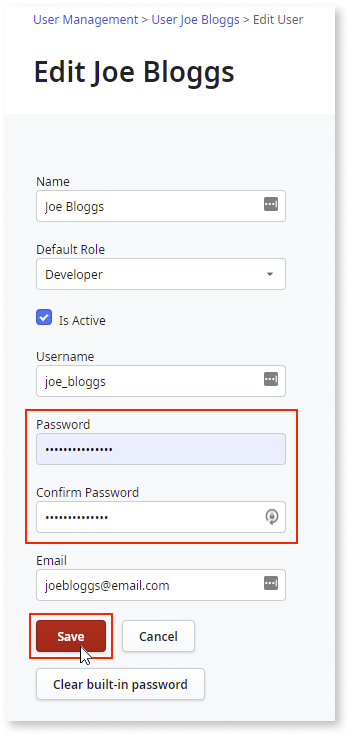 User Management > User Joe Bloggs > Edit User
Edit Joe Bloggs
Name
Joe Bloggs
Default Role
Developer
Is Active
Username
joe_bloggs
Password
•••••••••••••••
Confirm Password
••••••••••••••
Email
joebloggs@email.com
Save Cancel
Clear built-in password